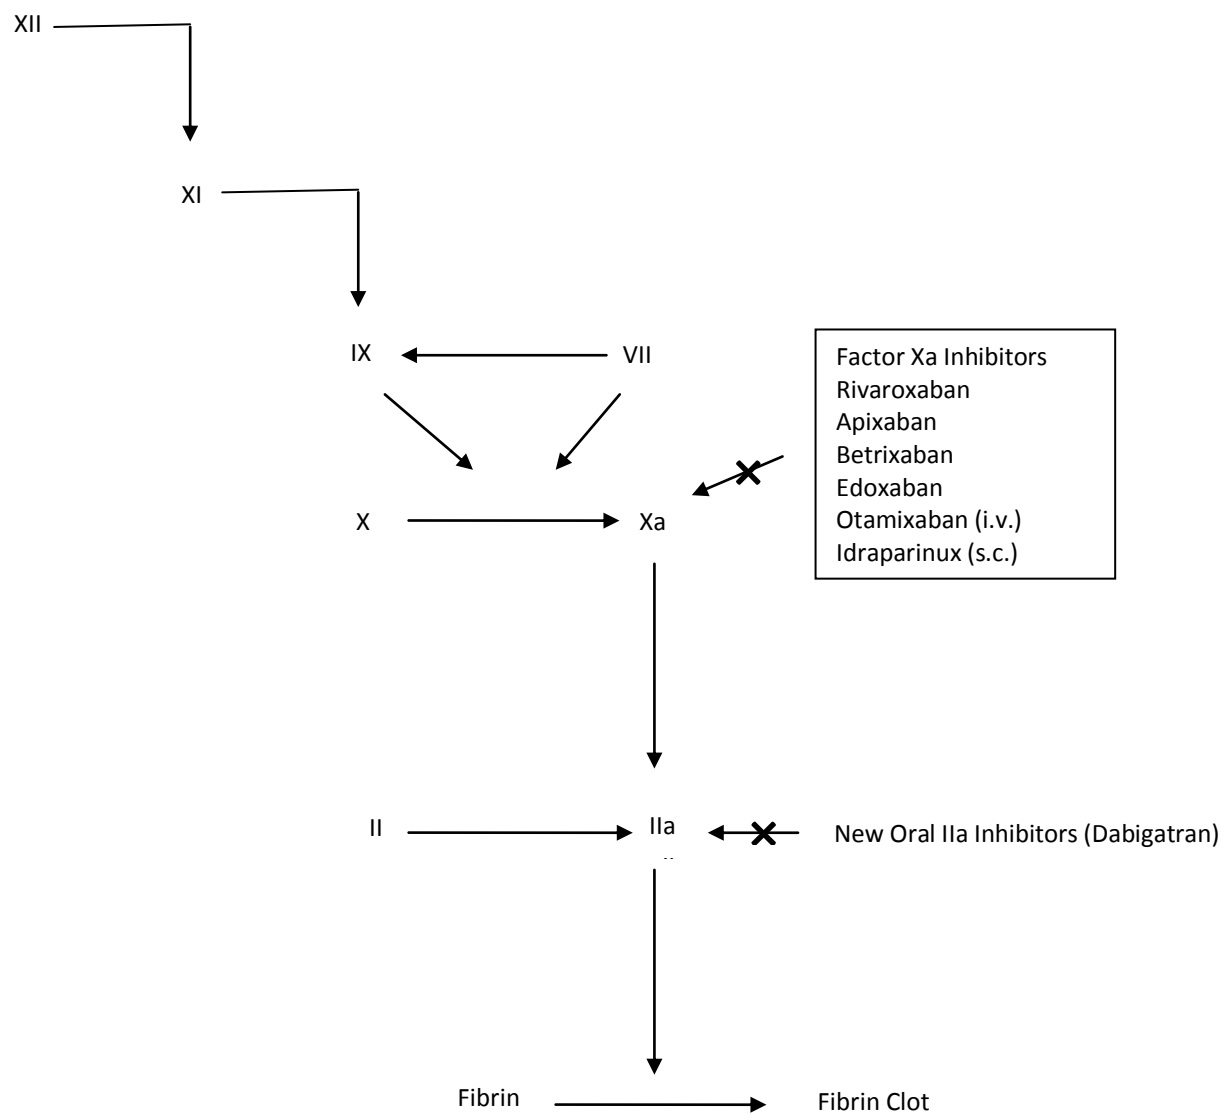 XII
XI
IX
VII
Factor Xa Inhibitors
Rivaroxaban
Apixaban
Betrixaban
Edoxaban
Otamixaban (i.v.)
Idraparinux (s.c.)
X
Xa
II
IIa
New Oral IIa Inhibitors (Dabigatran)
Fibrin
Fibrin Clot